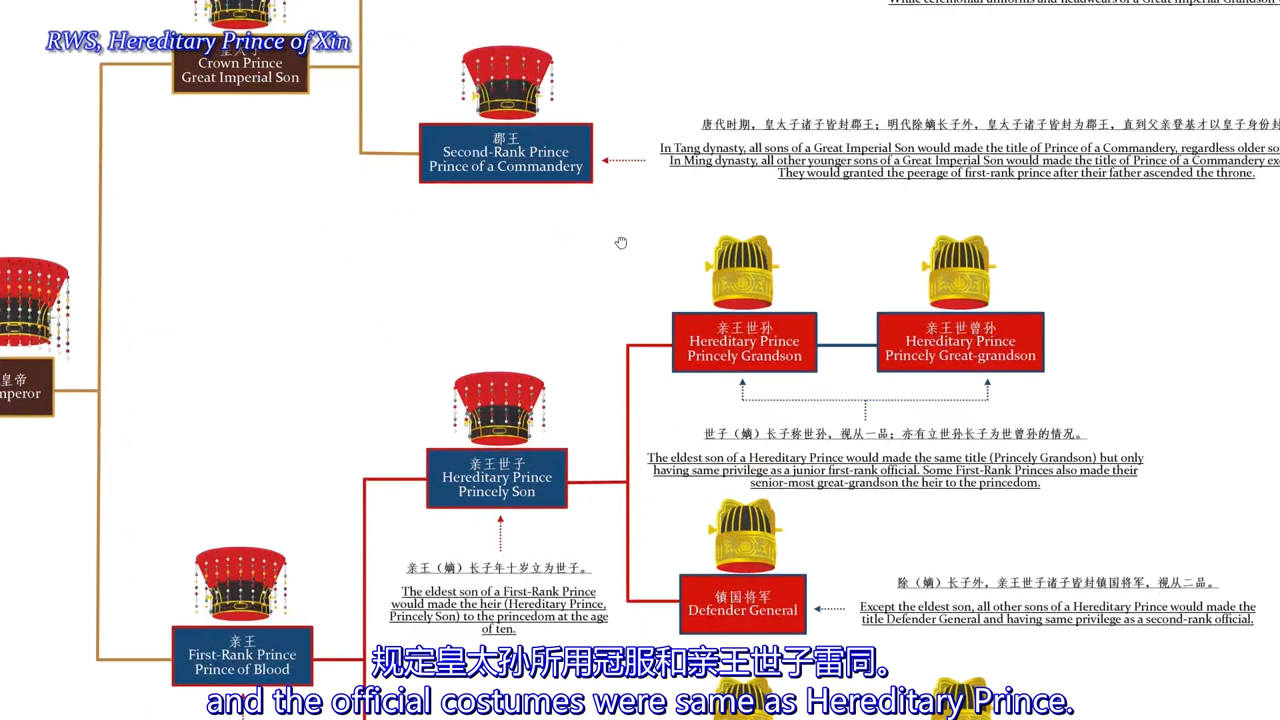 While ceremonial uniforms and headwears of a Great Imperial Grandson
RWS, Hereditary Prince of Xin
Crown Prince
Great Imperial Son
郡王
Second-Rank Prince
Prince of a Commandery
唐代时期，皇太子诸子皆封郡王；明代除嫡长子外，皇太子诸子皆封为郡王，直到父亲登基才以皇子身份封
In Tang dynasty, all sons of a Great Imperial Son would made the title of Prince of a Commandery, regardless older so
In Ming dynasty, all other younger sons of a Great Imperial Son would made the title of Prince of a Commandery exc
They would granted the peerage of first-rank prince after their father ascended the throne.
亲王世孙
Hereditary Prince
Princely Grandson
亲王世曾孙
Hereditary Prince
Princely Great-grandson
皇帝
mperor
世子（嫡）长子称世孙，视从一品；亦有立世孙长子为世曾孙的情况。
The eldest son of a Hereditary Prince would made the same title (Princely Grandson) but only
having same privilege as a junior first-rank official. Some First-Rank Princes also made their
senior-most great-grandson the heir to the princedom.
亲王世子
Hereditary Prince
Princely Son
亲王（嫡）长子年十岁立为世子。
The eldest son of a First-Rank Prince
would made the heir (Hereditary Prince,
Princely Son) to the princedom at the age
of ten.
镇国将军
Defender General
除（嫡）长子外，亲王世子诸子皆封镇国将军，视从二品。
Except the eldest son, all other sons of a Hereditary Prince would made the
title Defender General and having same privilege as a second-rank official.
亲王
First-Rank Prince
Prince of Blood
规定皇太孙所用冠服和亲王世子雷同。
and the official costumes were same as Hereditary Prince.